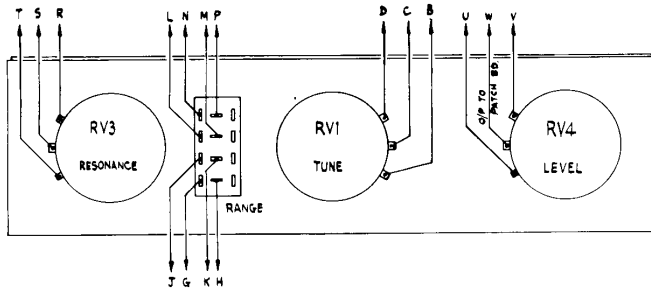 T S R L N M P D C B U W V
O/P TO
PATCH BD.
RV3
RESONANCE
RV1
TUNE
RV4
LEVEL
RANGE
J G K H